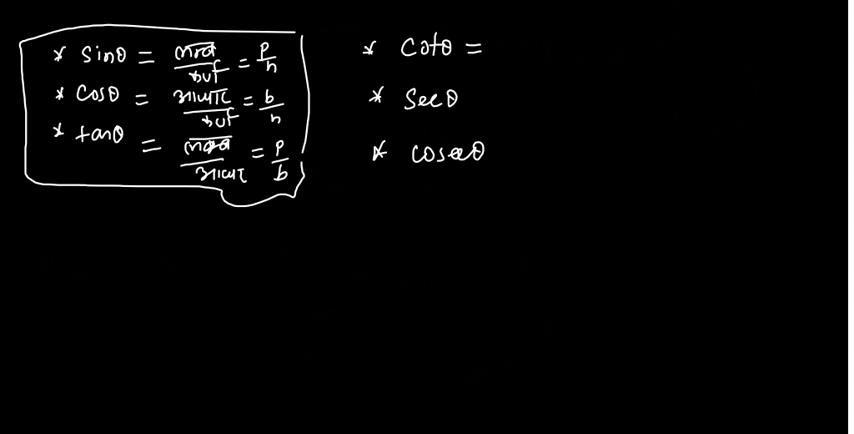 * sinθ = लम्ब/कर्ण = p/h
* cosθ = आधार/कर्ण = b/h
* tanθ = लम्ब/आधार = p/b
* cotθ =
* secθ
* cosecθ